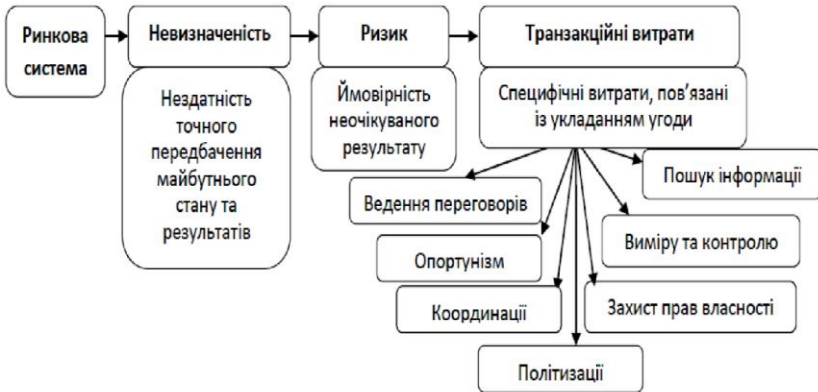 Ринкова
система
Невизначеність
Ризик
Транзакційні витрати
Нездатність
точного
передбачення
майбутнього
стану та
результатів
Ймовірність
неочікуваного
результату
Специфічні витрати, пов’язані
із укладанням угоди
Пошук інформації
Ведення переговорів
Виміру та контролю
Опортунізм
Координації
Захист прав власності
Політизації